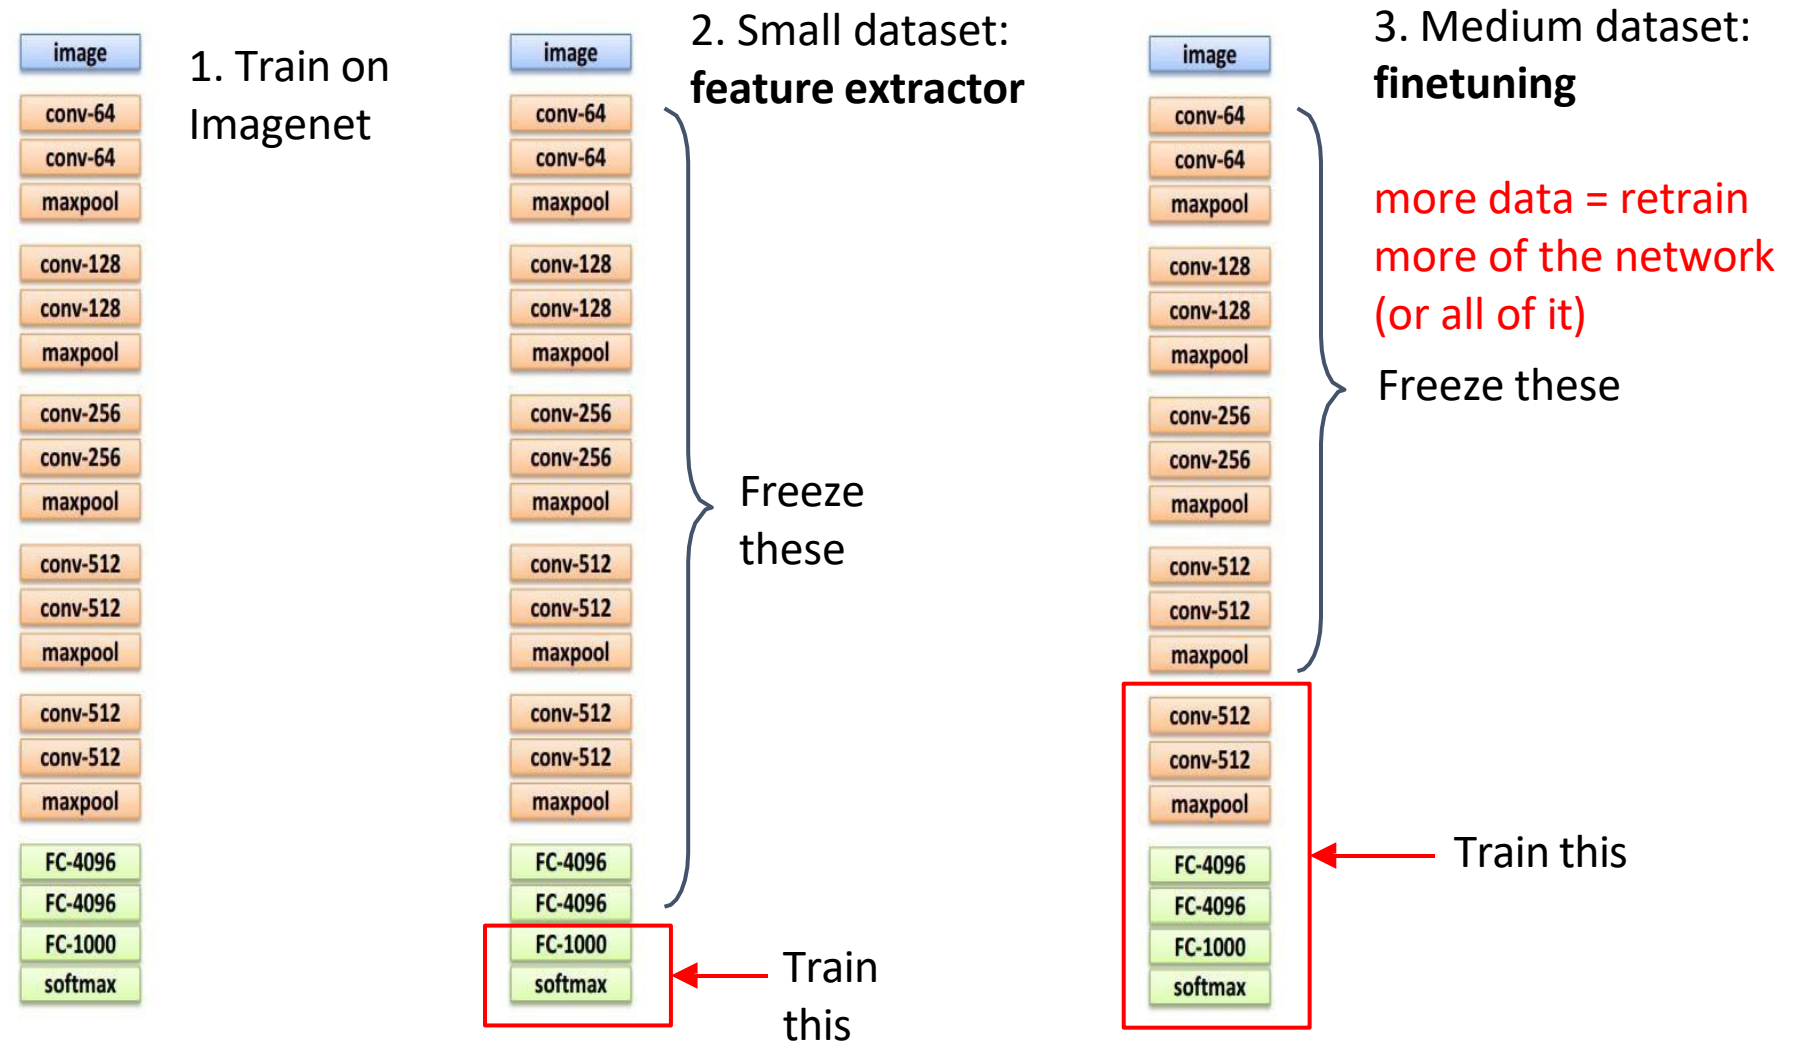 image
conv-64
conv-64
maxpool
conv-128
conv-128
maxpool
conv-256
conv-256
maxpool
conv-512
conv-512
maxpool
conv-512
conv-512
maxpool
FC-4096
FC-4096
FC-1000
softmax
1. Train on
Imagenet
image
conv-64
conv-64
maxpool
conv-128
conv-128
maxpool
conv-256
conv-256
maxpool
conv-512
conv-512
maxpool
conv-512
conv-512
maxpool
FC-4096
FC-4096
FC-1000
softmax
2. Small dataset:
feature extractor
Freeze
these
Train
this
image
conv-64
conv-64
maxpool
conv-128
conv-128
maxpool
conv-256
conv-256
maxpool
conv-512
conv-512
maxpool
conv-512
conv-512
maxpool
FC-4096
FC-4096
FC-1000
softmax
3. Medium dataset:
finetuning
more data = retrain
more of the network
(or all of it)
Freeze these
Train this